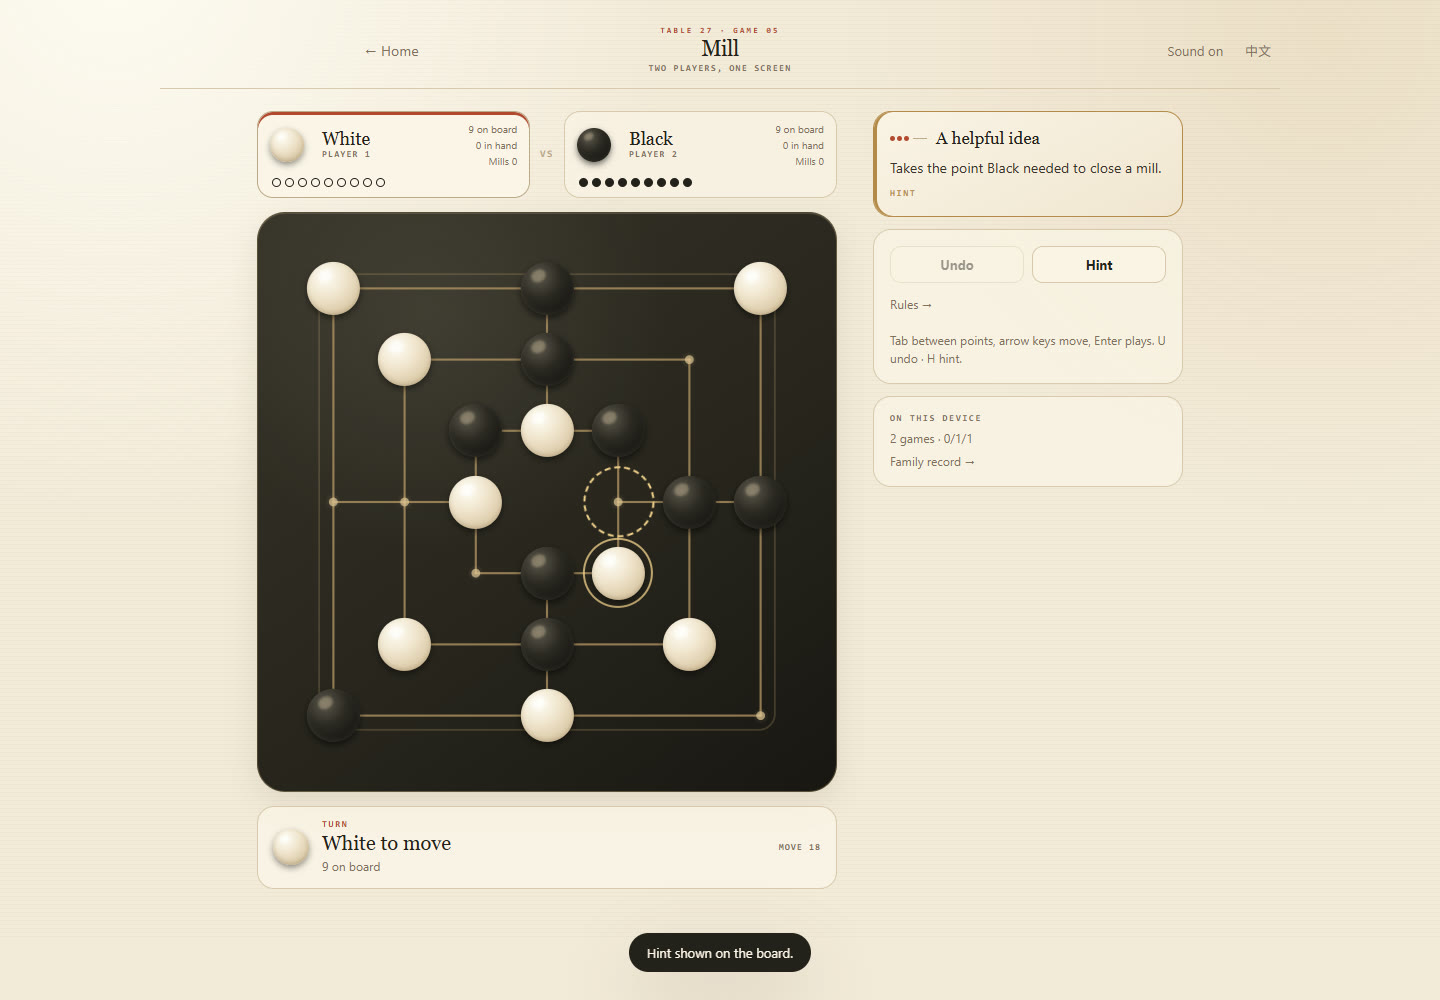 TABLE 27 · GAME 05
← Home
Mill
Sound on
中文
TWO PLAYERS, ONE SCREEN
White
PLAYER 1
9 on board
0 in hand
Mills 0
VS
Black
PLAYER 2
9 on board
0 in hand
Mills 0
A helpful idea
Takes the point Black needed to close a mill.
HINT
Undo
Hint
Rules →
Tab between points, arrow keys move, Enter plays. U
undo · H hint.
ON THIS DEVICE
2 games · 0/1/1
Family record →
TURN
White to move
9 on board
MOVE 18
Hint shown on the board.